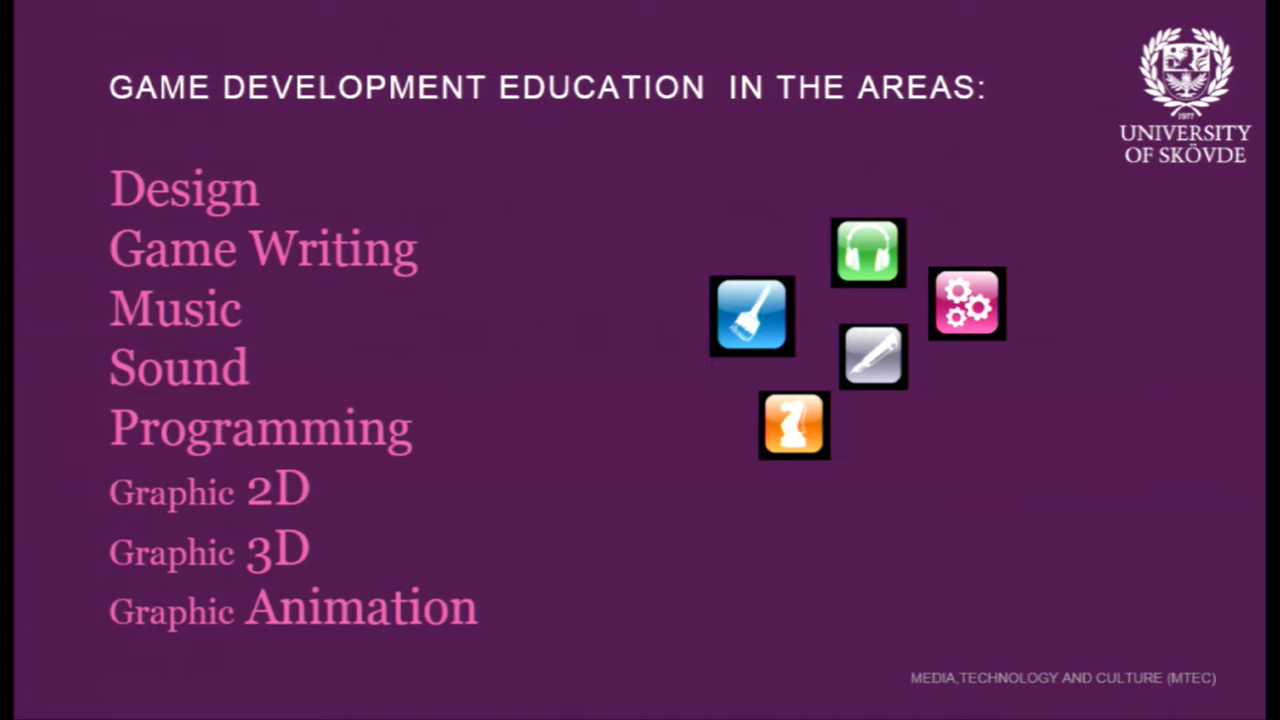 GAME DEVELOPMENT EDUCATION IN THE AREAS:
1977
UNIVERSITY
OF SKÖVDE
Design
Game Writing
Music
Sound
Programming
Graphic 2D
Graphic 3D
Graphic Animation
MEDIA,TECHNOLOGY AND CULTURE (MTEC)